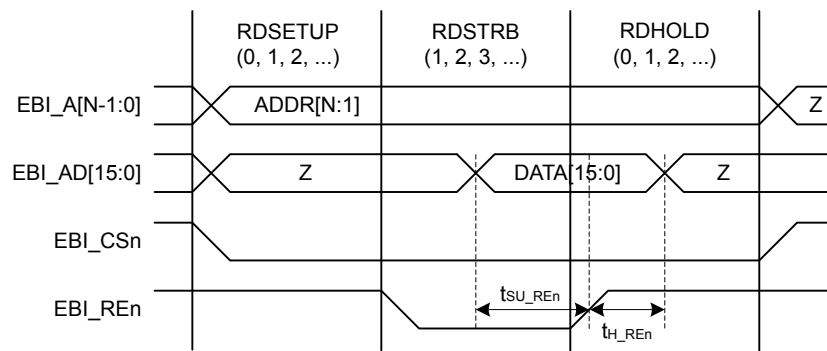 RDSETUP
(0, 1, 2, ...)
RDSTRB
(1, 2, 3, ...)
RDHOLD
(0, 1, 2, ...)
EBI_A[N-1:0]
ADDR[N:1]
Z
EBI_AD[15:0]
Z
DATA[15:0]
Z
EBI_CSn
EBI_REn
tSU_REn
tH_REn